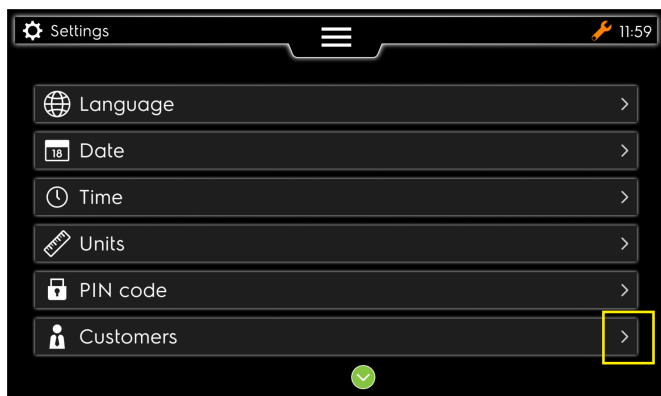 Settings
11:59
Language
18 Date
Time
Units
PIN code
Customers